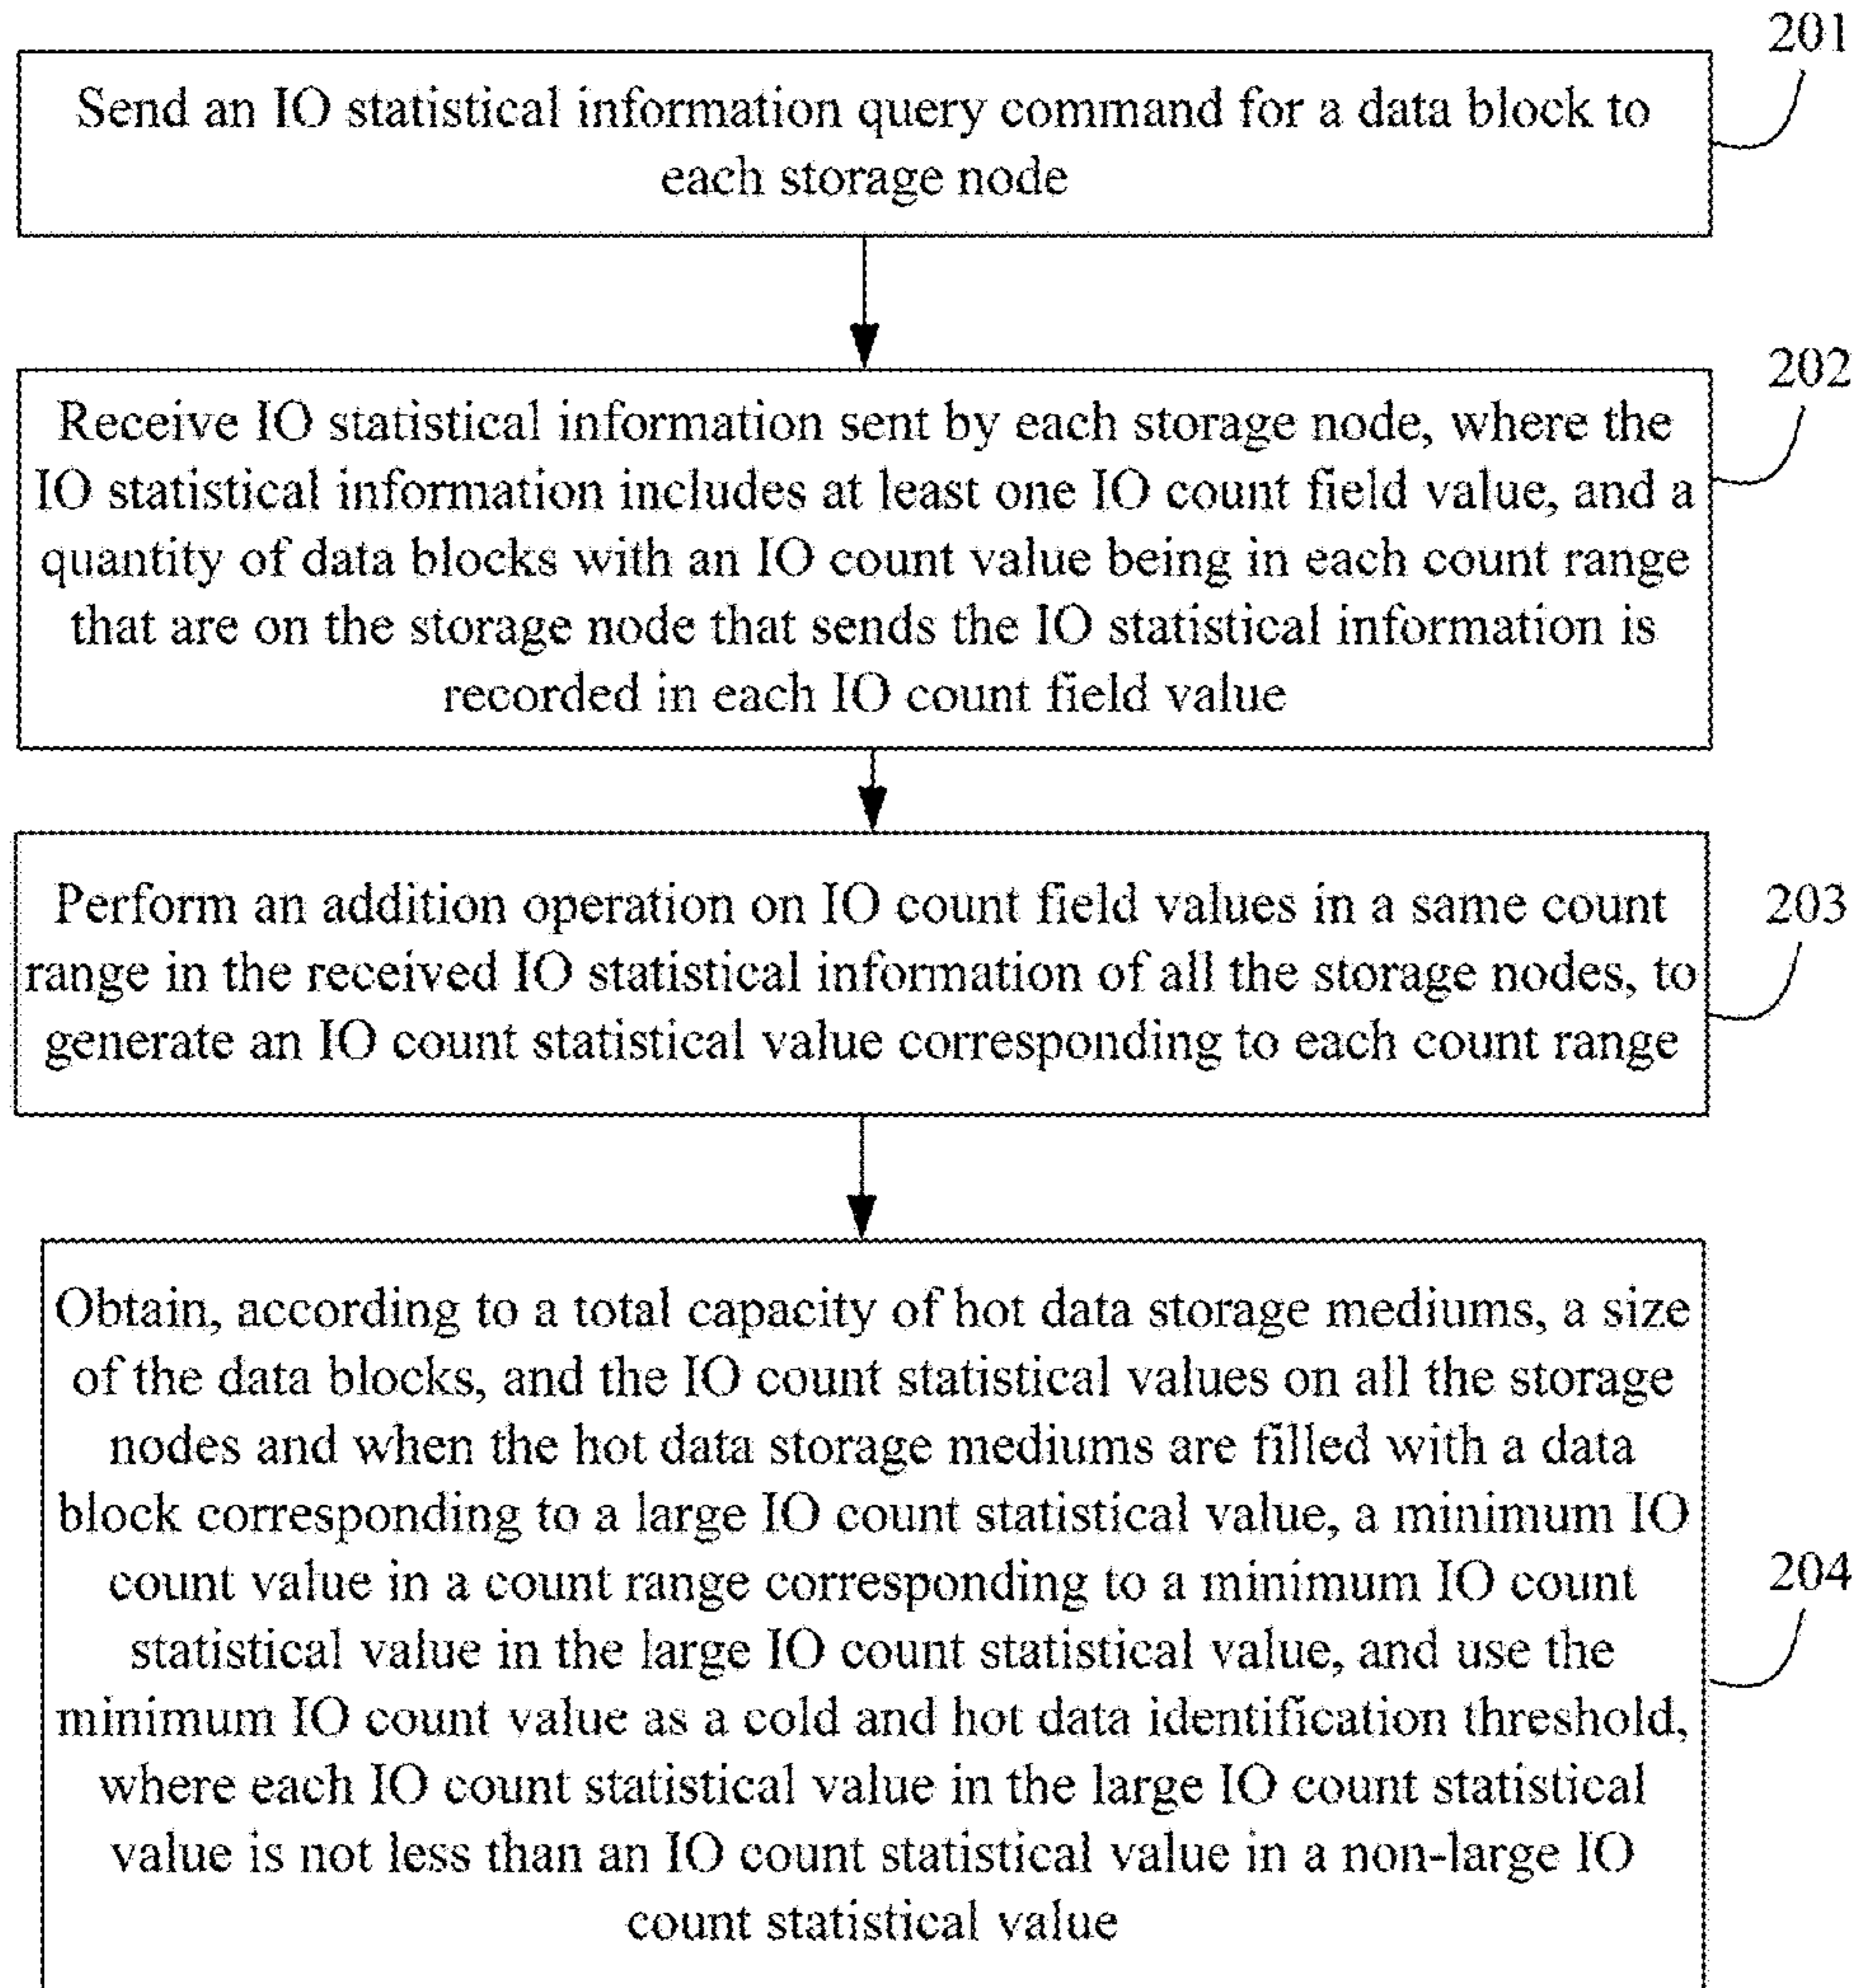 201
Send an IO statistical information query command for a data block to
each storage node
202
Receive IO statistical information sent by each storage node, where the
IO statistical information includes at least one IO count field value, and a
quantity of data blocks with an IO count value being in each count range
that are on the storage node that sends the IO statistical information is
recorded in each IO count field value
Perform an addition operation on IO count field values in a same count
203
range in the received IO statistical information of all the storage nodes, to
generate an IO count statistical value corresponding to each count range
Obtain, according to a total capacity of hot data storage mediums, a size
of the data blocks, and the IO count statistical values on all the storage
nodes and when the hot data storage mediums are filled with a data
block corresponding to a large IO count statistical value, a minimum IO
count value in a count range corresponding to a minimum IO count
204
statistical value in the large IO count statistical value, and use the
minimum IO count value as a cold and hot data identification threshold,
where each IO count statistical value in the large IO count statistical
value is not less than an IO count statistical value in a non-large IO
count statistical value